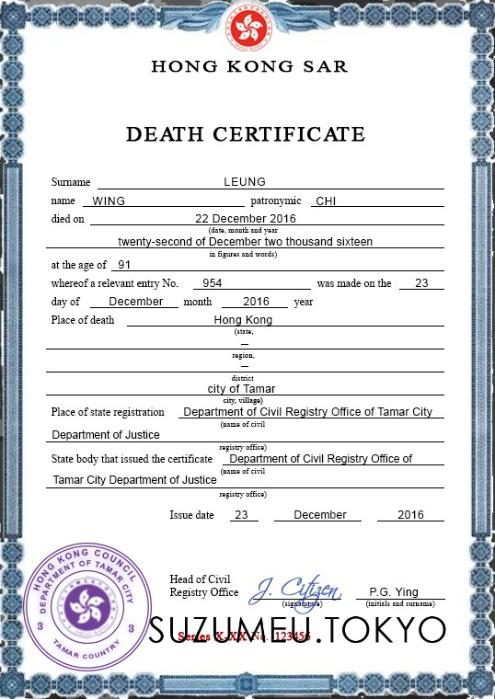 HONG KONG SAR
DEATH CERTIFICATE
Surname LEUNG
name WING patronymic CHI
died on 22 December 2016
(date, month and year
twenty-second of December two thousand sixteen
in figures and words)
at the age of 91
whereof a relevant entry No. 954 was made on the 23
day of December month 2016 year
Place of death Hong Kong
(state,
—
region,
—
district
city of Tamar
city, village)
Place of state registration Department of Civil Registry Office of Tamar City
(name of civil
Department of Justice
registry office)
State body that issued the certificate Department of Civil Registry Office of
(name of civil
Tamar City Department of Justice
registry office)
Issue date 23 December 2016
HONG KONG COUNCIL
DEPARTMENT OF TAMAR CITY
3 3
TAMAR COUNTRY
Head of Civil
Registry Office J. Citizen P.G. Ying
(signature) (initials and surname)
Series X-XX No. 123456
SUZUMEU.TOKYO